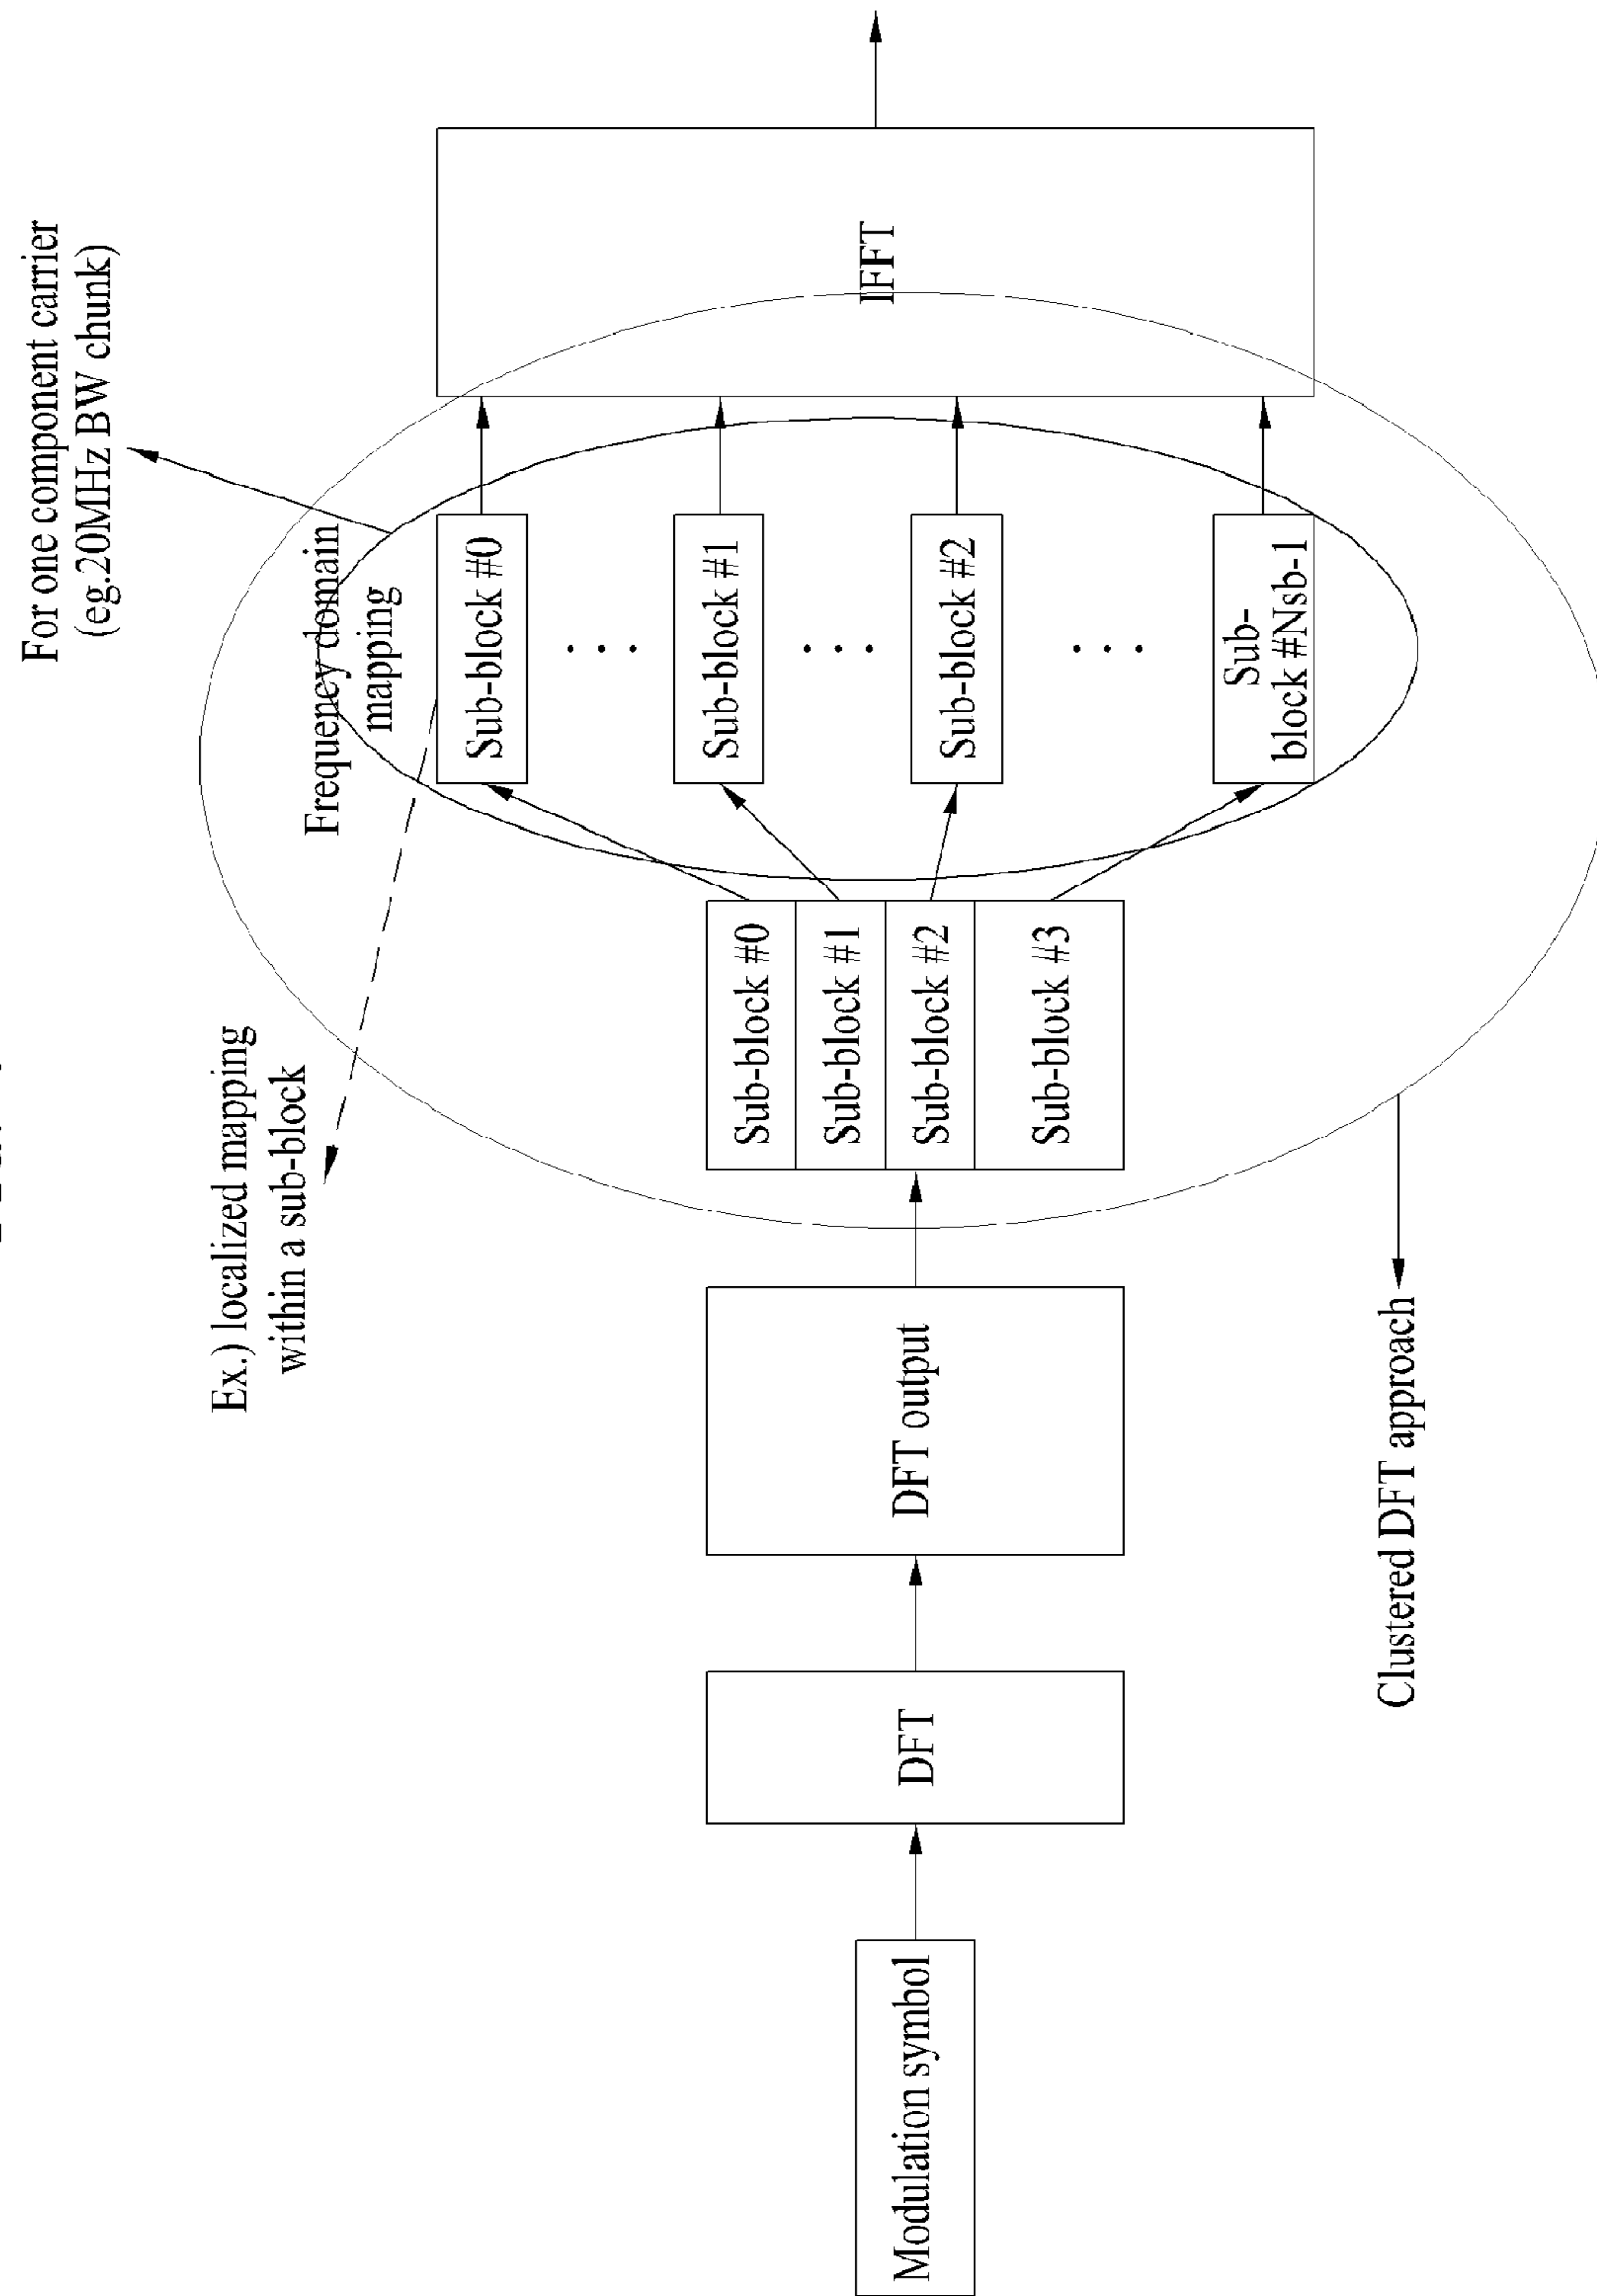 For one component carrier
(eg.20MHz BW chunk)
Ex.) localized mapping
within a sub-block
Frequency domain
mapping
Sub-block #0
Sub-block #1
Sub-block #2
Sub-
block #Nsb-1
IFFT
Modulation symbol
DFT
DFT output
Sub-block #0
Sub-block #1
Sub-block #2
Sub-block #3
Clustered DFT approach